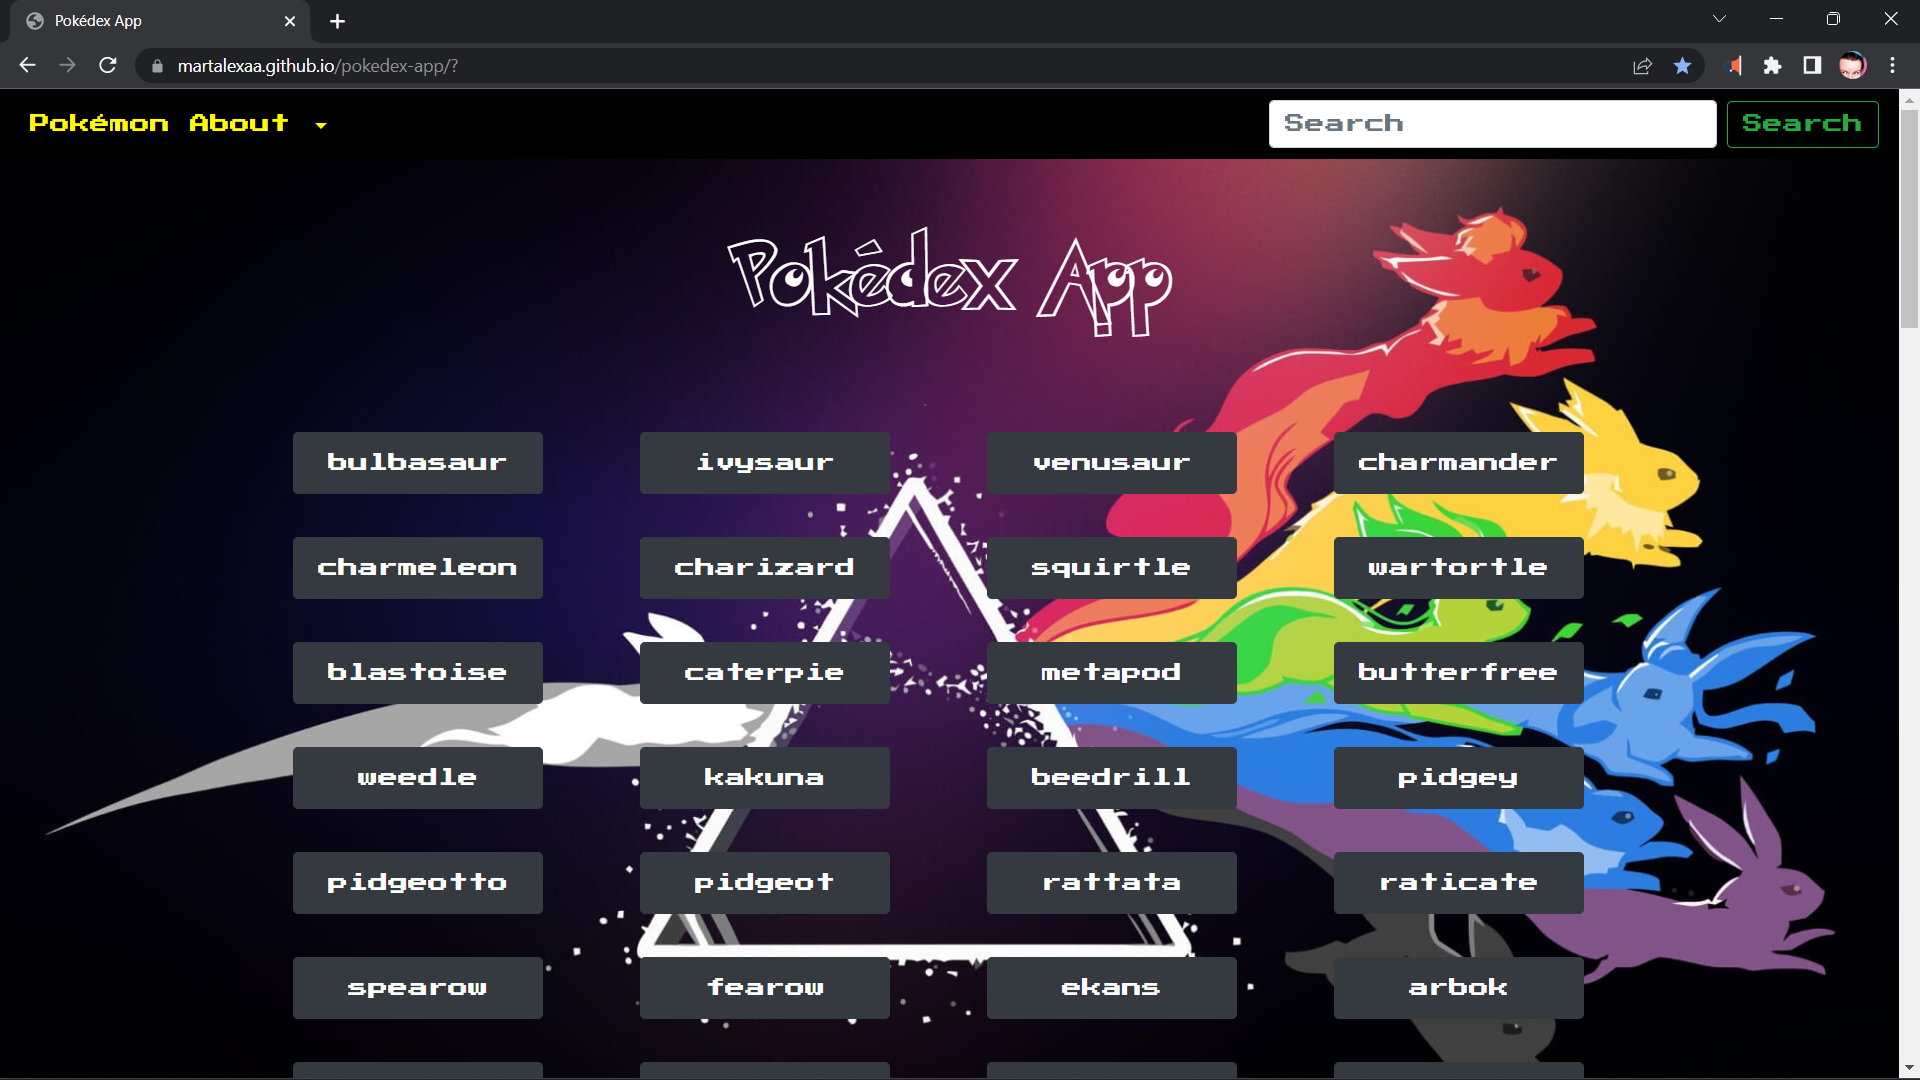 Pokédex App
martalexaa.github.io/pokedex-app/?
Pokémon About
Search Search
Pokédex App
bulbasaur ivysaur venusaur charmander
charmeleon charizard squirtle wartortle
blastoise caterpie metapod butterfree
weedle kakuna beedrill pidgey
pidgeotto pidgeot rattata raticate
spearow fearow ekans arbok